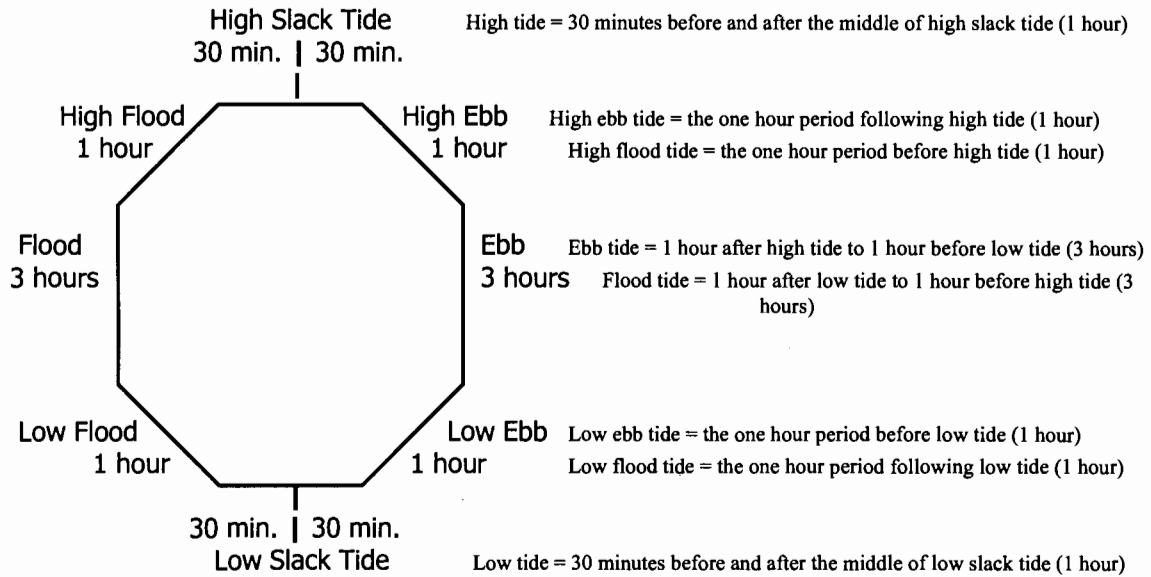 High Slack Tide
High tide = 30 minutes before and after the middle of high slack tide (1 hour)
30 min. | 30 min.
High Flood
1 hour
High Ebb
1 hour
High ebb tide = the one hour period following high tide (1 hour)
High flood tide = the one hour period before high tide (1 hour)
Flood
3 hours
Ebb
3 hours
Ebb tide = 1 hour after high tide to 1 hour before low tide (3 hours)
Flood tide = 1 hour after low tide to 1 hour before high tide (3
hours)
Low Flood
1 hour
Low Ebb
1 hour
Low ebb tide = the one hour period before low tide (1 hour)
Low flood tide = the one hour period following low tide (1 hour)
30 min. | 30 min.
Low Slack Tide
Low tide = 30 minutes before and after the middle of low slack tide (1 hour)